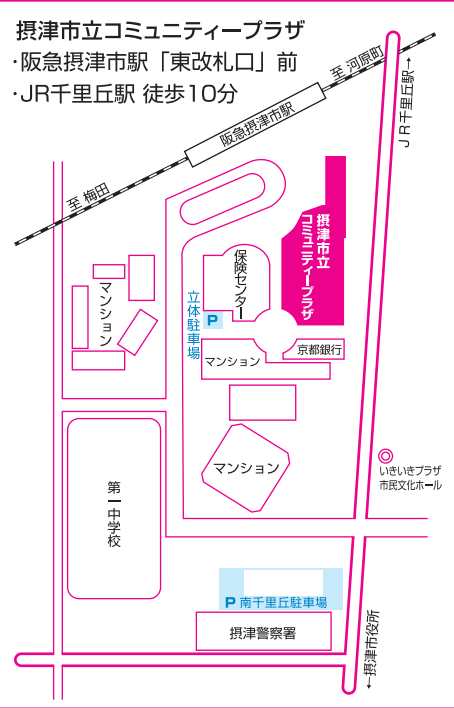 摂津市立コミュニティープラザ
・阪急摂津市駅「東改札口」前
・JR千里丘駅 徒歩10分
至 河原町
JR千里丘駅→
阪急摂津市駅
至 梅田
摂津市立
コミュニティープラザ
保険センター
マンション
立体駐車場
P
京都銀行
マンション
マンション
いきいきプラザ
市民文化ホール
第一中学校
P 南千里丘駐車場
摂津警察署
←摂津市役所